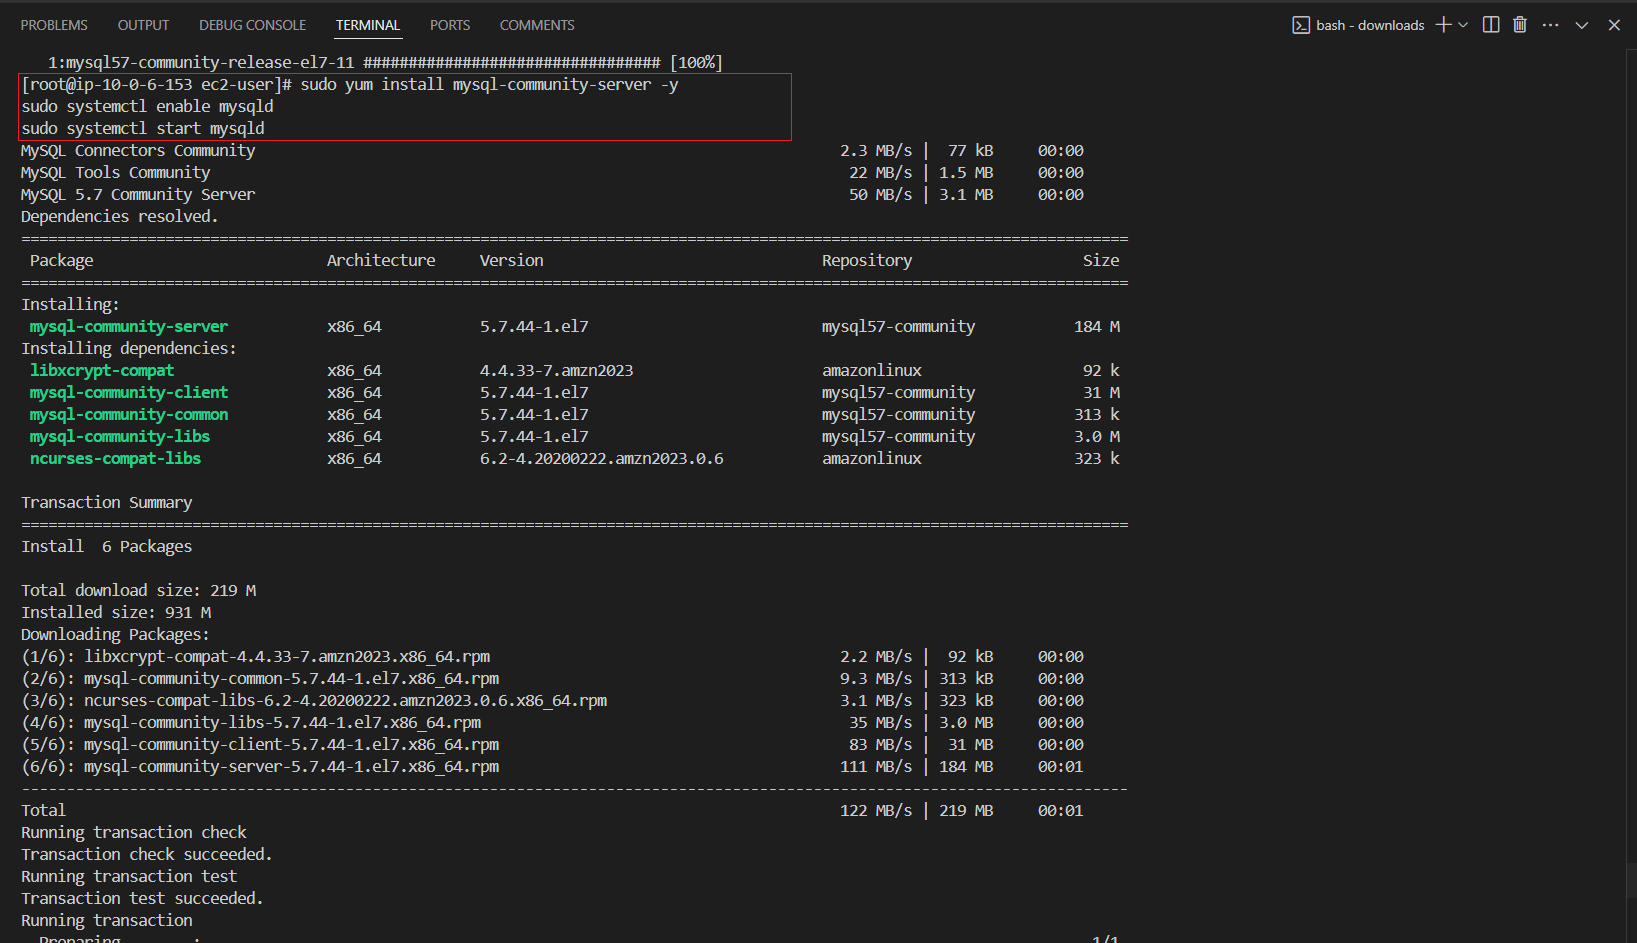 PROBLEMS OUTPUT DEBUG CONSOLE TERMINAL PORTS COMMENTS bash - downloads
1:mysql57-community-release-el7-11 ################################# [100%]
[root@ip-10-0-6-153 ec2-user]# sudo yum install mysql-community-server -y
sudo systemctl enable mysqld
sudo systemctl start mysqld
MySQL Connectors Community 2.3 MB/s | 77 kB 00:00
MySQL Tools Community 22 MB/s | 1.5 MB 00:00
MySQL 5.7 Community Server 50 MB/s | 3.1 MB 00:00
Dependencies resolved.
===========================================================================================================================
Package Architecture Version Repository Size
===========================================================================================================================
Installing:
mysql-community-server x86_64 5.7.44-1.el7 mysql57-community 184 M
Installing dependencies:
libxcrypt-compat x86_64 4.4.33-7.amzn2023 amazonlinux 92 k
mysql-community-client x86_64 5.7.44-1.el7 mysql57-community 31 M
mysql-community-common x86_64 5.7.44-1.el7 mysql57-community 313 k
mysql-community-libs x86_64 5.7.44-1.el7 mysql57-community 3.0 M
ncurses-compat-libs x86_64 6.2-4.20200222.amzn2023.0.6 amazonlinux 323 k
Transaction Summary
===========================================================================================================================
Install 6 Packages
Total download size: 219 M
Installed size: 931 M
Downloading Packages:
(1/6): libxcrypt-compat-4.4.33-7.amzn2023.x86_64.rpm 2.2 MB/s | 92 kB 00:00
(2/6): mysql-community-common-5.7.44-1.el7.x86_64.rpm 9.3 MB/s | 313 kB 00:00
(3/6): ncurses-compat-libs-6.2-4.20200222.amzn2023.0.6.x86_64.rpm 3.1 MB/s | 323 kB 00:00
(4/6): mysql-community-libs-5.7.44-1.el7.x86_64.rpm 35 MB/s | 3.0 MB 00:00
(5/6): mysql-community-client-5.7.44-1.el7.x86_64.rpm 83 MB/s | 31 MB 00:00
(6/6): mysql-community-server-5.7.44-1.el7.x86_64.rpm 111 MB/s | 184 MB 00:01
---------------------------------------------------------------------------------------------------------------------------
Total 122 MB/s | 219 MB 00:01
Running transaction check
Transaction check succeeded.
Running transaction test
Transaction test succeeded.
Running transaction
Preparing : 1/1